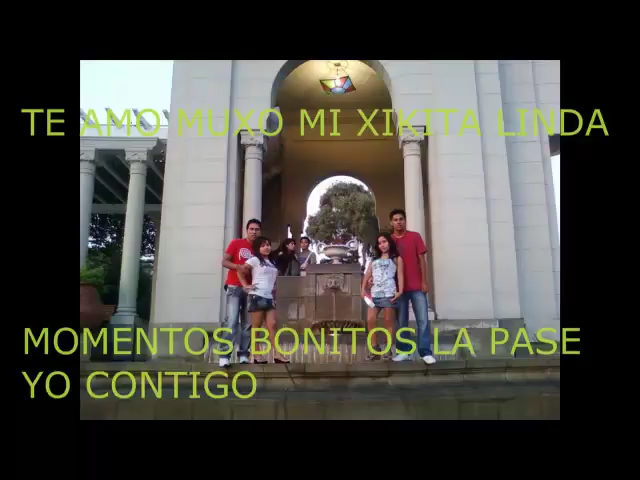 TE AMO MUXO MI XIKITA LINDA
MOMENTOS BONITOS LA PASE
YO CONTIGO